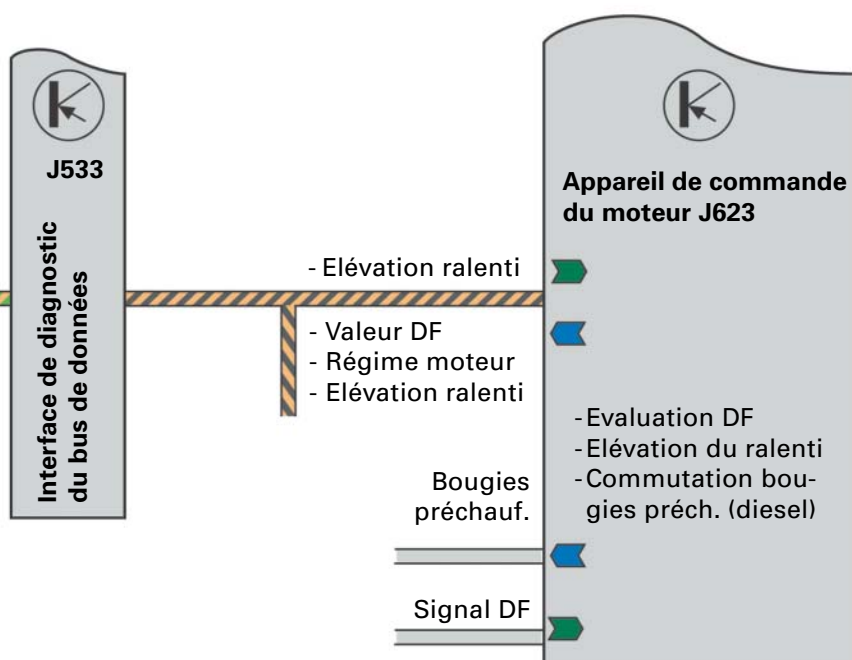 J533
Interface de diagnostic
du bus de données
Appareil de commande
du moteur J623
- Elévation ralenti
- Valeur DF
- Régime moteur
- Elévation ralenti
-Evaluation DF
-Elévation du ralenti
-Commutation bou-
gies préch. (diesel)
Bougies
préchauf.
Signal DF